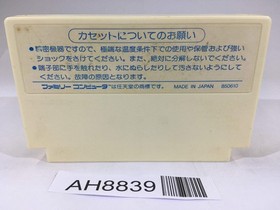 カセットについてのお願い
●精密機器ですので、極端な温度条件下での使用や保管および強い
ショックをさけてください。また、絶対に分解しないでください。
●端子部に手を触れたり、水にぬらしたりして汚さないようにして
ください。故障の原因となります。
ファミリー コンピュータは任天堂の商標です。 MADE IN JAPAN 850610
AH8839